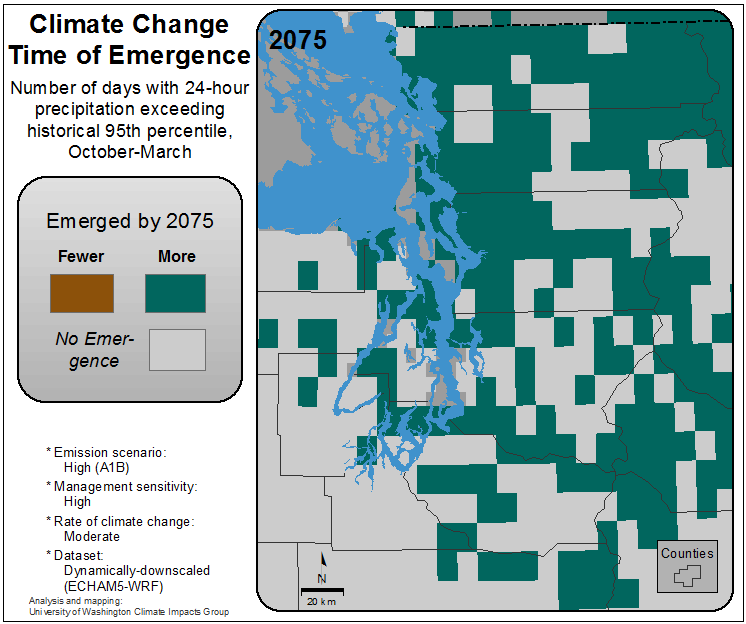 Climate Change
Time of Emergence
Number of days with 24-hour
precipitation exceeding
historical 95th percentile,
October-March
2075
Emerged by 2075
Fewer
More
No Emer-
gence
* Emission scenario:
High (A1B)
* Management sensitivity:
High
* Rate of climate change:
Moderate
* Dataset:
Dynamically-downscaled
(ECHAM5-WRF)
Analysis and mapping:
University of Washington Climate Impacts Group
N
20 km
Counties